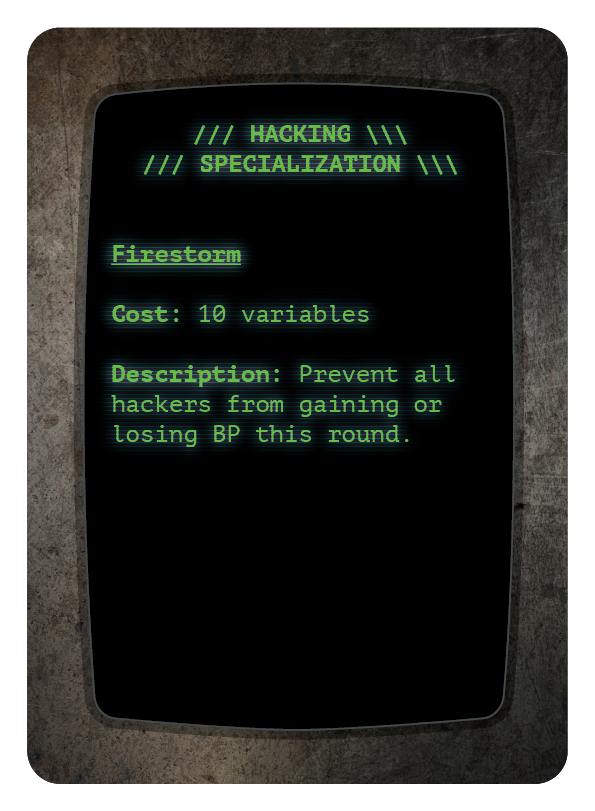 /// HACKING \\\
/// SPECIALIZATION \\\
Firestorm
Cost: 10 variables
Description: Prevent all
hackers from gaining or
losing BP this round.